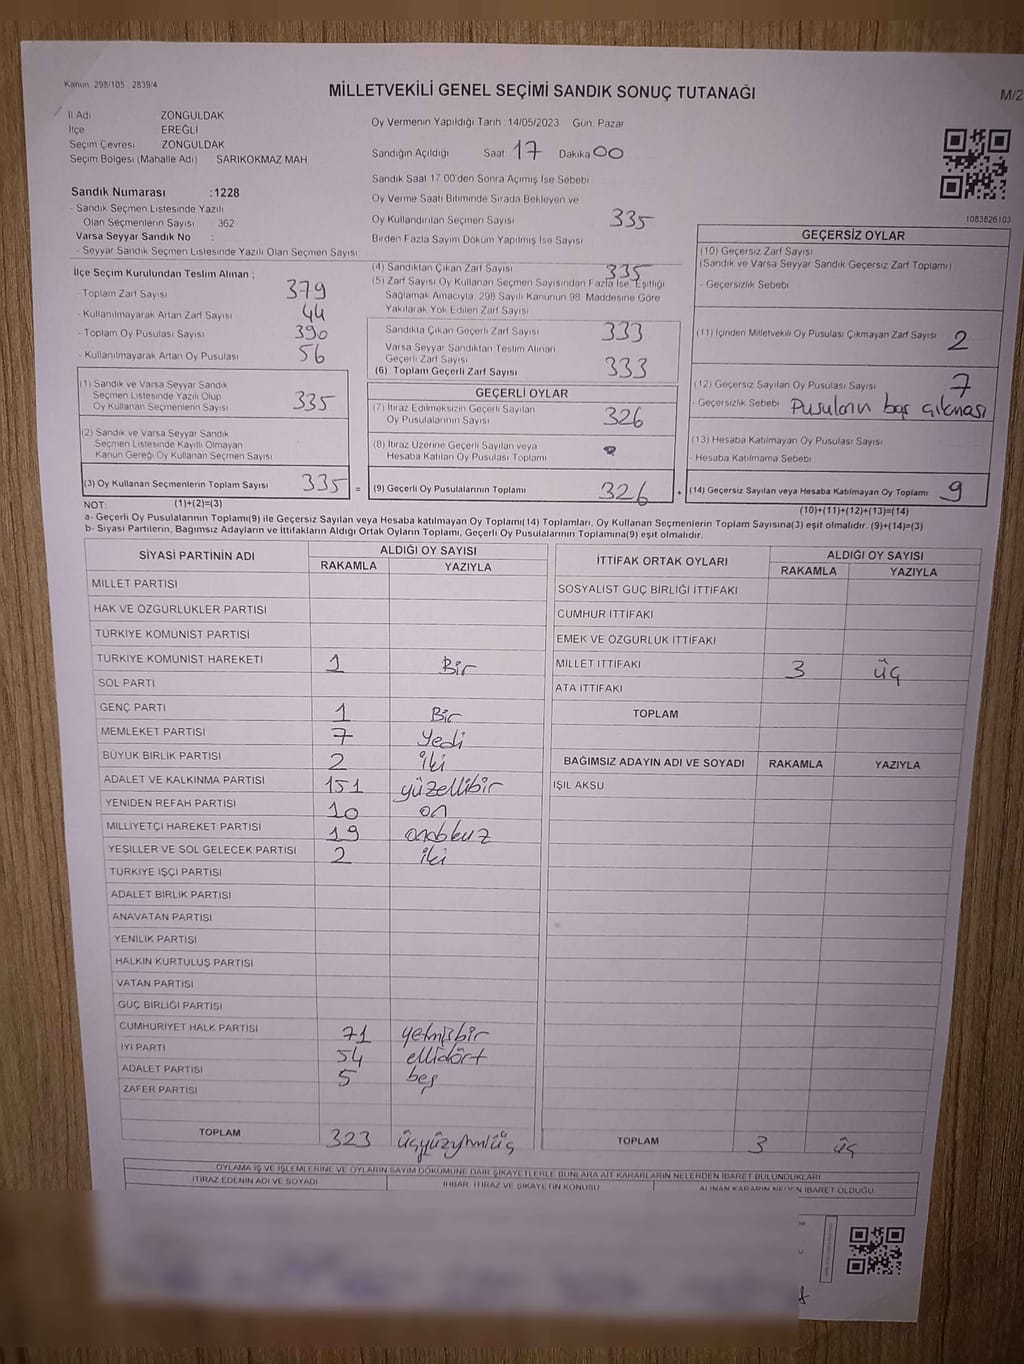 Kanun 298/105 , 2839/4
MİLLETVEKİLİ GENEL SEÇİMİ SANDIK SONUÇ TUTANAĞI
M/2
İl Adı ZONGULDAK
İlçe EREĞLİ
Seçim Çevresi ZONGULDAK
Seçim Bölgesi (Mahalle Adı) SARIKOKMAZ MAH
Sandık Numarası :1228
- Sandık Seçmen Listesinde Yazılı
Olan Seçmenlerin Sayısı 362
Varsa Seyyar Sandık No :
- Seyyar Sandık Seçmen Listesinde Yazılı Olan Seçmen Sayısı
Oy Vermenin Yapıldığı Tarih 14/05/2023 Gün Pazar
Sandığın Açıldığı Saat 17 Dakika 00
Sandık Saat 17 00'den Sonra Açımış İse Sebebi
Oy Verme Saati Bitiminde Sırada Bekleyen ve
Oy Kullandırılan Seçmen Sayısı 335
Birden Fazla Sayım Döküm Yapılmış İse Sayısı
1083826103
İlçe Seçim Kurulundan Teslim Alınan ;
- Toplam Zarf Sayısı 379
- Kullanılmayarak Artan Zarf Sayısı 44
- Toplam Oy Pusulası Sayısı 390
- Kullanılmayarak Artan Oy Pusulası 56
(1) Sandık ve Varsa Seyyar Sandık
Seçmen Listesinde Yazılı Olup
Oy Kullanan Seçmenlerin Sayısı 335
(2) Sandık ve Varsa Seyyar Sandık
Seçmen Listesinde Kayıtlı Olmayan
Kanun Gereği Oy Kullanan Seçmen Sayısı
(3) Oy Kullanan Seçmenlerin Toplam Sayısı 335 =
(4) Sandıktan Çıkan Zarf Sayısı 335
(5) Zarf Sayısı Oy Kullanan Seçmen Sayısından Fazla İse, Eşitliği
Sağlamak Amacıyla 298 Sayılı Kanunun 98 Maddesine Göre
Yakılarak Yok Edilen Zarf Sayısı
Sandıkta Çıkan Geçerli Zarf Sayısı 333
Varsa Seyyar Sandıktan Teslim Alınan
Geçerli Zarf Sayısı
(6) Toplam Geçerli Zarf Sayısı 333
GEÇERLİ OYLAR
(7) İtiraz Edilmeksizin Geçerli Sayılan
Oy Pusulalarının Sayısı 326
(8) İtiraz Üzerine Geçerli Sayılan veya
Hesaba Katılan Oy Pusulası Toplamı
(9) Geçerli Oy Pusulalarının Toplamı 326 +
GEÇERSİZ OYLAR
(10) Geçersiz Zarf Sayısı
(Sandık ve Varsa Seyyar Sandık Geçersiz Zarf Toplamı)
- Geçersizlik Sebebi
(11) İçinden Milletvekili Oy Pusulası Çıkmayan Zarf Sayısı 2
(12) Geçersiz Sayılan Oy Pusulası Sayısı 7
- Geçersizlik Sebebi Pusuların boş çıkması
(13) Hesaba Katılmayan Oy Pusulası Sayısı
- Hesaba Katılmama Sebebi
(14) Geçersiz Sayılan veya Hesaba Katılmayan Oy Toplamı 9
NOT: (1)+(2)=(3)
(10)+(11)+(12)+(13)=(14)
a- Geçerli Oy Pusulalarının Toplamı(9) ile Geçersiz Sayılan veya Hesaba katılmayan Oy Toplamı(14) Toplamları, Oy Kullanan Seçmenlerin Toplam Sayısına(3) eşit olmalıdır. (9)+(14)=(3)
b- Siyasi Partilerin, Bağımsız Adayların ve İttifakların Aldığı Ortak Oyların Toplamı, Geçerli Oy Pusulalarının Toplamına(9) eşit olmalıdır.
SİYASİ PARTİNİN ADI ALDIĞI OY SAYISI
RAKAMLA YAZIYLA
MİLLET PARTİSİ
HAK VE ÖZGÜRLÜKLER PARTİSİ
TÜRKİYE KOMÜNİST PARTİSİ
TÜRKİYE KOMÜNİST HAREKETİ 1 Bir
SOL PARTİ
GENÇ PARTİ 1 Bir
MEMLEKET PARTİSİ 7 Yedi
BÜYÜK BİRLİK PARTİSİ 2 iki
ADALET VE KALKINMA PARTİSİ 151 yüzellibir
YENİDEN REFAH PARTİSİ 10 on
MİLLİYETÇİ HAREKET PARTİSİ 19 ondokuz
YEŞİLLER VE SOL GELECEK PARTİSİ 2 iki
TÜRKİYE İŞÇİ PARTİSİ
ADALET BİRLİK PARTİSİ
ANAVATAN PARTİSİ
YENİLİK PARTİSİ
HALKIN KURTULUŞ PARTİSİ
VATAN PARTİSİ
GÜÇ BİRLİĞİ PARTİSİ
CUMHURİYET HALK PARTİSİ 71 yetmişbir
İYİ PARTİ 54 ellidört
ADALET PARTİSİ 5 beş
ZAFER PARTİSİ
TOPLAM 323 üçyüzyirmiüç
İTTİFAK ORTAK OYLARI ALDIĞI OY SAYISI
RAKAMLA YAZIYLA
SOSYALİST GÜÇ BİRLİĞİ İTTİFAKI
CUMHUR İTTİFAKI
EMEK VE ÖZGÜRLÜK İTTİFAKI
MİLLET İTTİFAKI 3 üç
ATA İTTİFAKI
TOPLAM
BAĞIMSIZ ADAYIN ADI VE SOYADI RAKAMLA YAZIYLA
IŞIL AKSU
TOPLAM 3 üç
OYLAMA İŞ VE İŞLEMLERİNE VE OYLARIN SAYIM DÖKÜMÜNE DAİR ŞİKAYETLERLE BUNLARA AİT KARARLARIN NELERDEN İBARET BULUNDUKLARI
İTİRAZ EDENİN ADI VE SOYADI İHBAR, İTİRAZ VE ŞİKAYETİN KONUSU ALINAN KARARIN NEDEN İBARET OLDUĞU